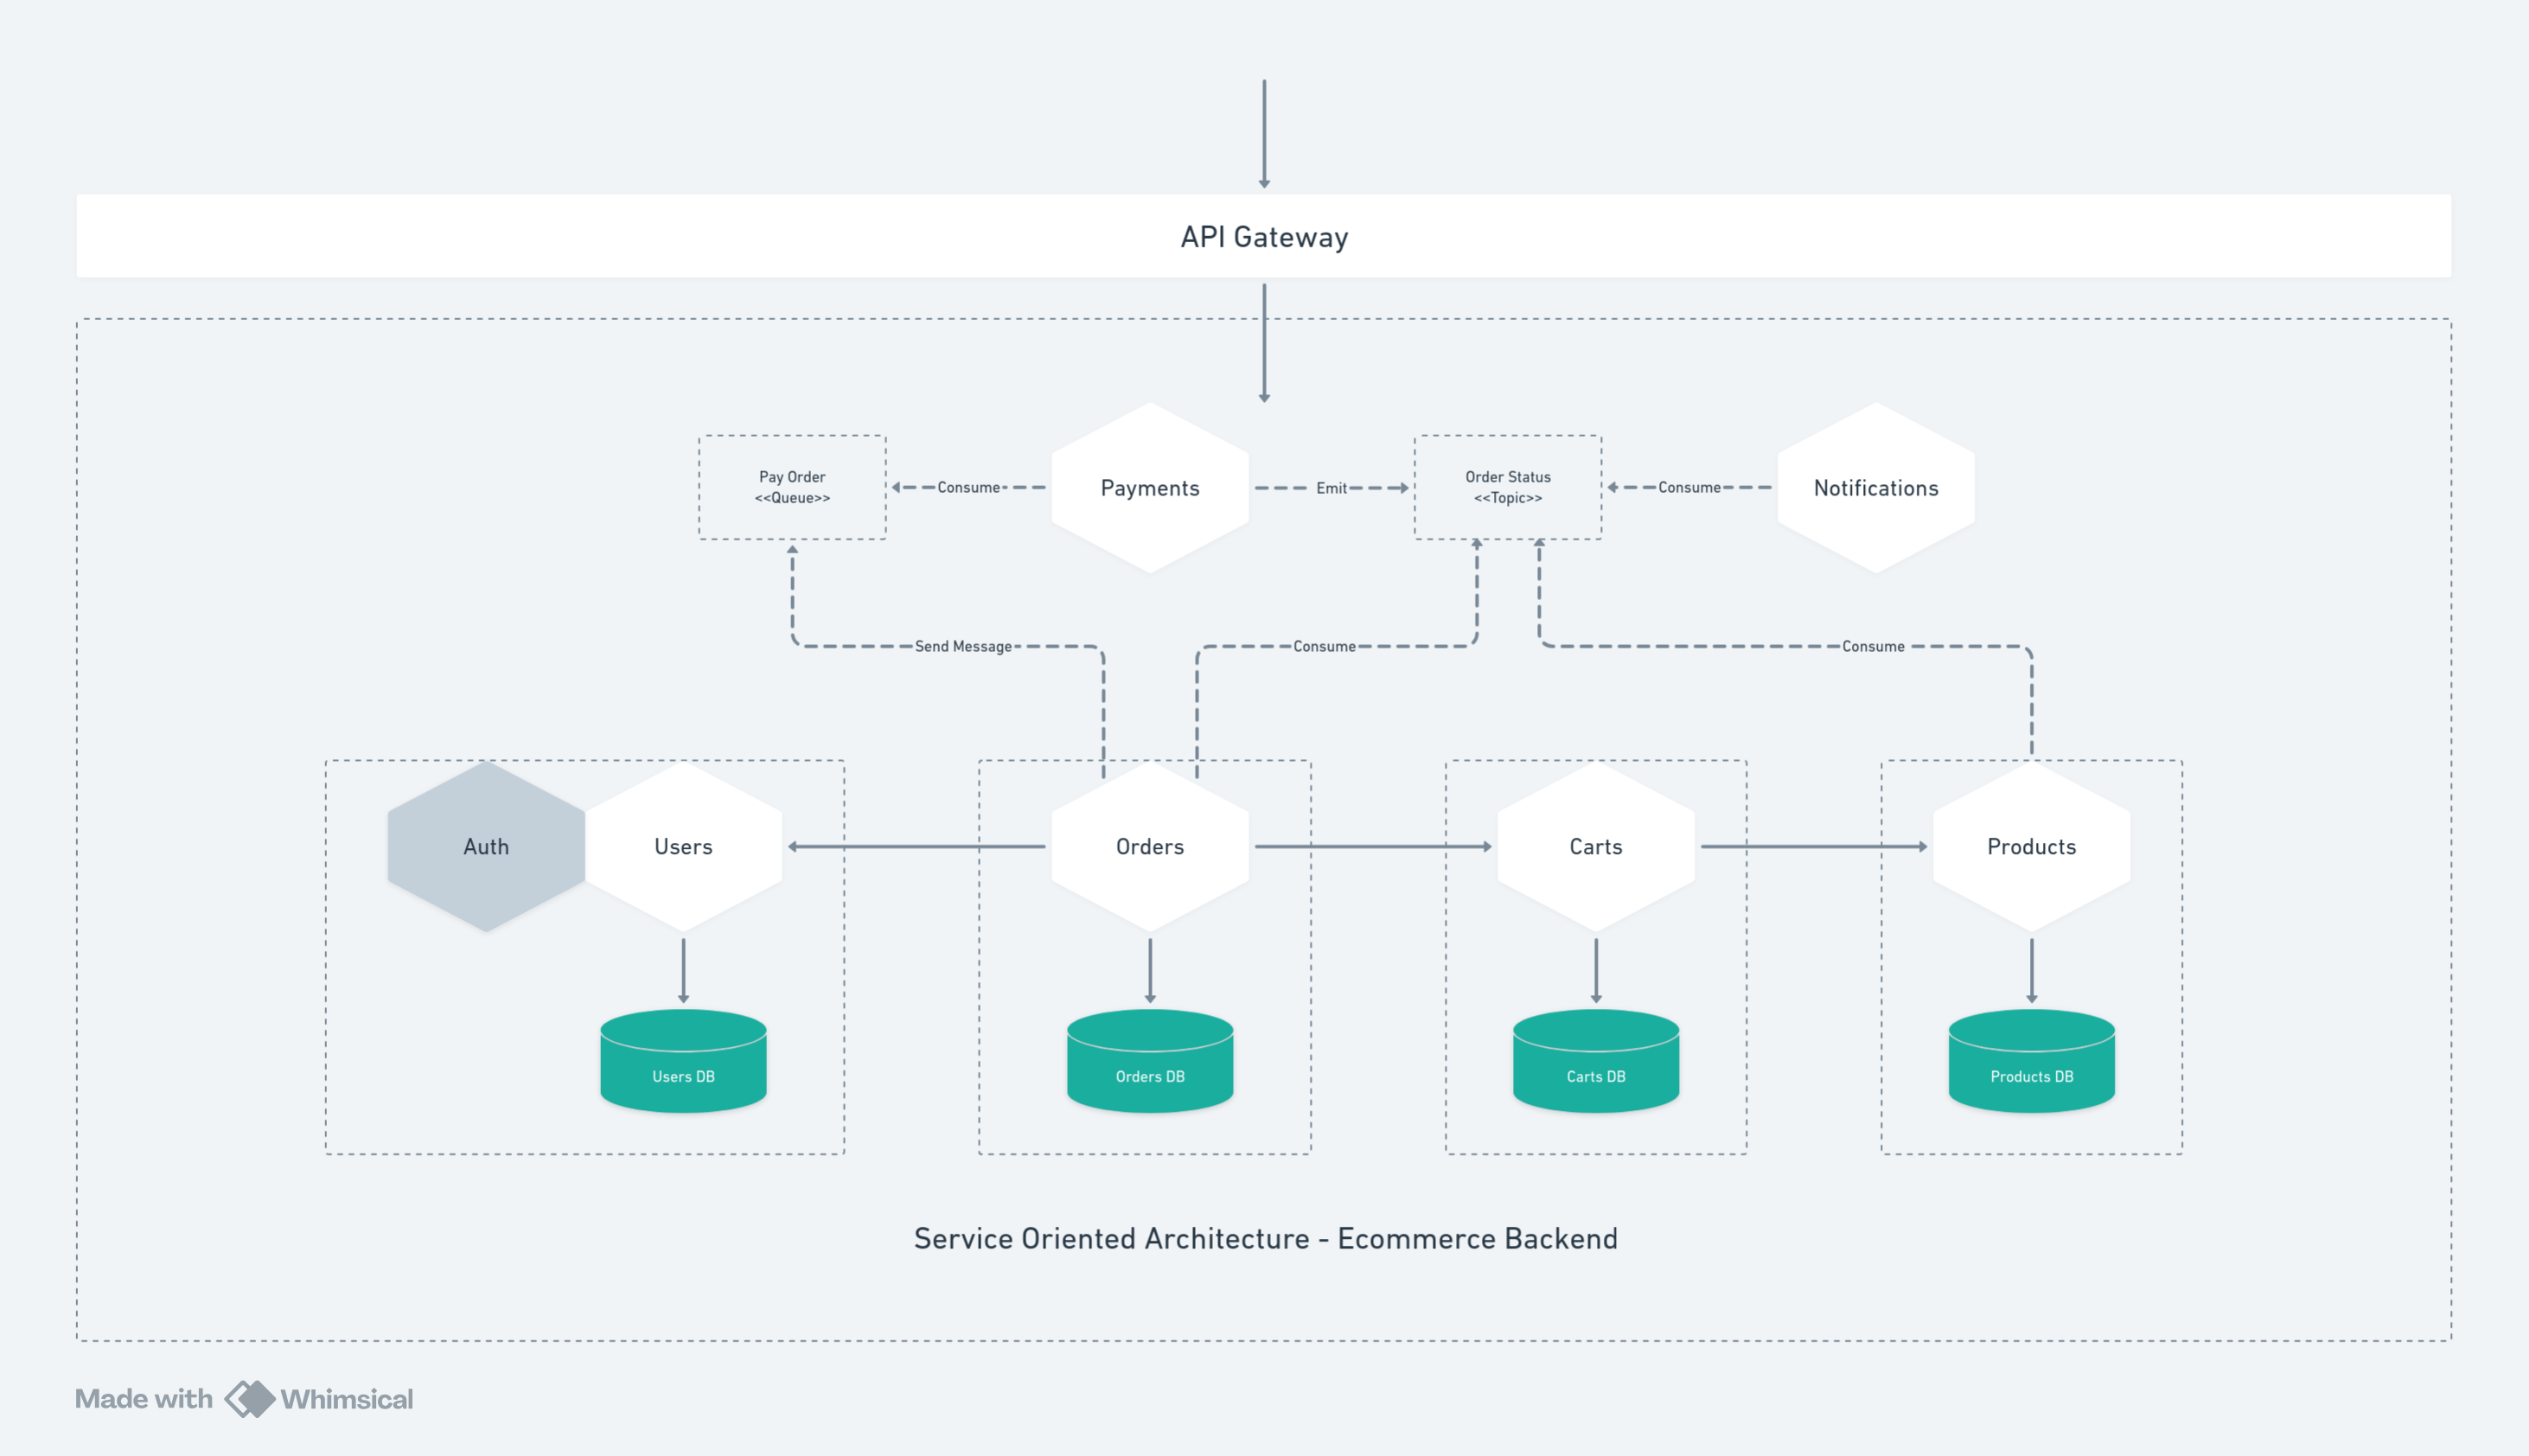 API Gateway
Pay Order
<<Queue>>
Consume
Payments
Emit
Order Status
<<Topic>>
Consume
Notifications
Send Message
Consume
Consume
Auth
Users
Orders
Carts
Products
Users DB
Orders DB
Carts DB
Products DB
Service Oriented Architecture - Ecommerce Backend
Made with Whimsical